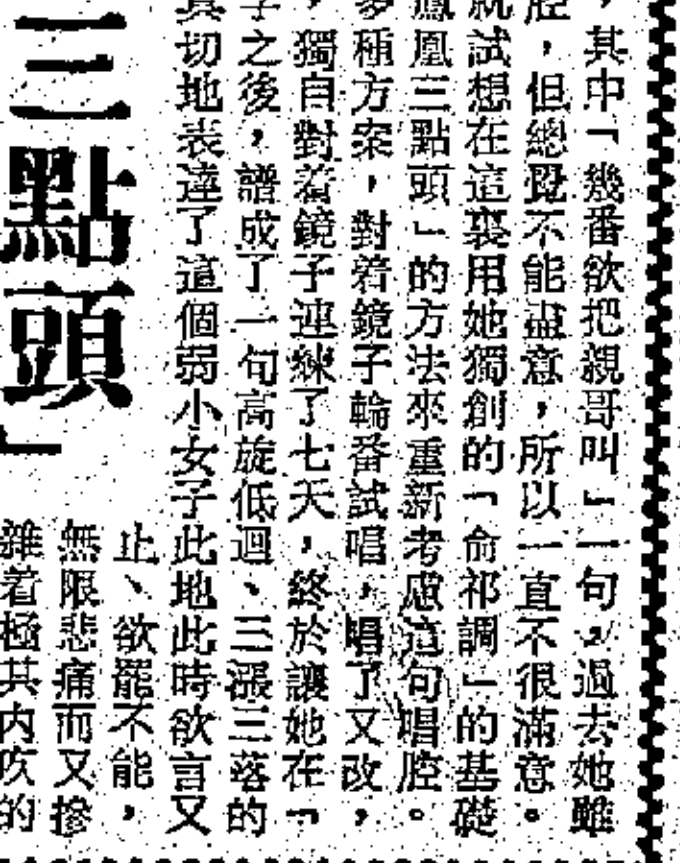 ，其中「幾番欲把親哥叫」一句，過去她雖
腔，但總覺不能盡意，所以一直不很滿意。
就試想在這裏用她獨創的「俞祁調」的基礎
鳳凰三點頭」的方法來重新考慮這句唱腔。
多種方案，對着鏡子輪番試唱，唱了又改，
，獨自對着鏡子連練了七天，終於讓她在「
字之後，譜成了一句高旋低迴、三漲三落的
真切地表達了這個弱小女子此地此時欲言又
三點頭」
止、欲罷不能，
無限悲痛而又摻
雜着極其内疚的